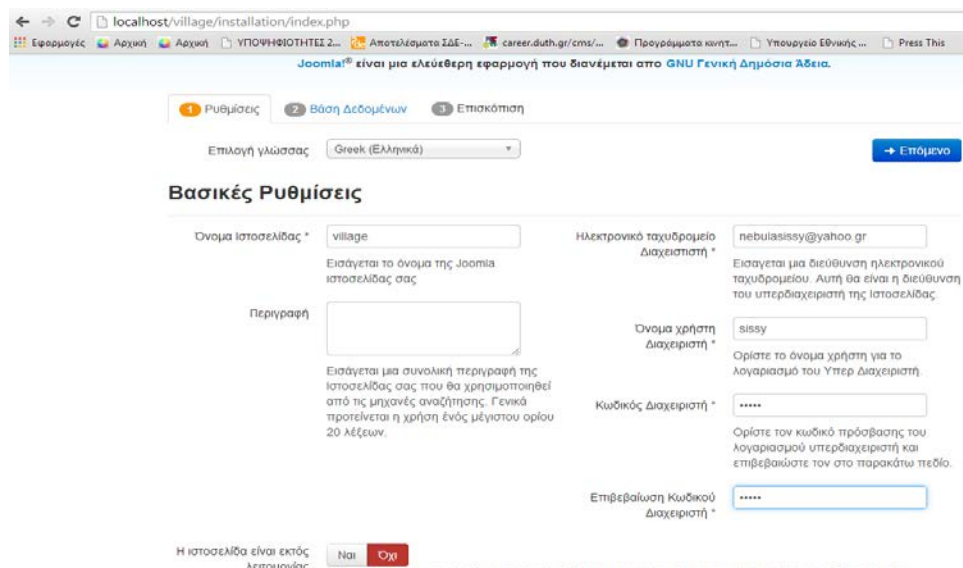 localhost/village/installation/index.php
Εφαρμογές Αρχική Αρχική ΥΠΟΨΗΦΙΟΤΗΤΕΣ 2... Αποτελέσματα ΣΔΕ-... career.duth.gr/cms/... Προγράμματα κινητ... Υπουργείο Εθνικής ... Press This
Joomla!® είναι μια ελεύθερη εφαρμογή που διανέμεται απο GNU Γενική Δημόσια Άδεια.
1 Ρυθμίσεις 2 Βάση Δεδομένων 3 Επισκόπιση
Επιλογή γλώσσας Greek (Ελληνικά) Επόμενο
Βασικές Ρυθμίσεις
Όνομα Ιστοσελίδας * village
Εισάγεται το όνομα της Joomla
ιστοσελίδας σας
Περιγραφή
Εισάγεται μια συνολική περιγραφή της
Ιστοσελίδας σας που θα χρησιμοποιηθεί
από τις μηχανές αναζήτησης. Γενικά
προτείνεται η χρήση ένός μέγιστου ορίου
20 λέξεων.
Ηλεκτρονικό ταχυδρομείο
Διαχειστιστή * nebulasissy@yahoo.gr
Εισαγεται μια διεύθυνση ηλεκτρονικού
ταχυδρομείου. Αυτή θα είναι η διεύθυνση
του υπερδιαχειριστή της Ιστοσελίδας.
Όνομα χρήστη
Διαχειριστή * sissy
Ορίστε το όνομα χρήστη για το
λογαριασμό του Υπερ Διαχειριστή.
Κωδικός Διαχειριστή * •••••
Ορίστε τον κωδικό πρόσβασης του
λογαριασμού υπερδιαχειριστή και
επιβεβαιώστε τον στο παρακάτω πεδίο.
Επιβεβαίωση Κωδικού
Διαχειριστή * •••••
Η ιστοσελίδα είναι εκτός
λειτουργίας Ναι Όχι